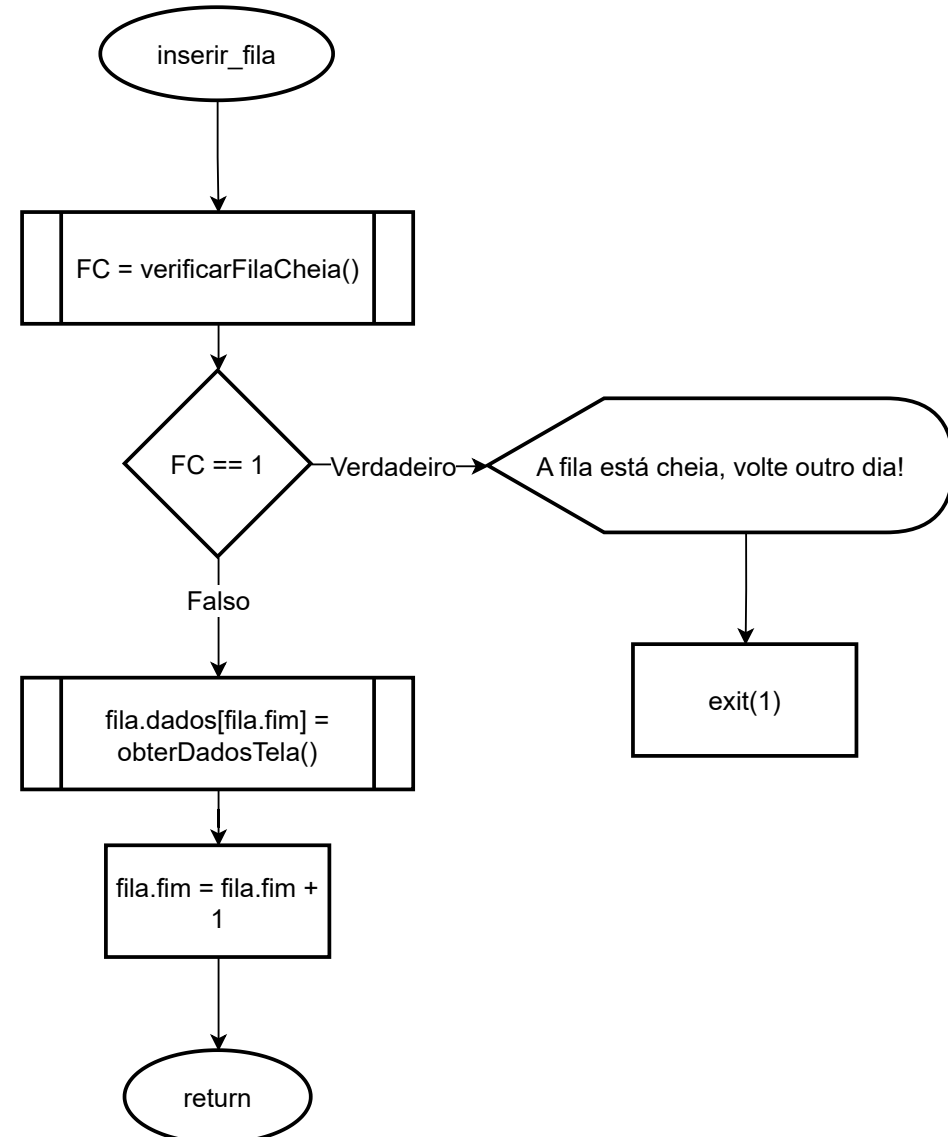 inserir_fila
FC = verificarFilaCheia()
FC == 1
Verdadeiro
A fila está cheia, volte outro dia!
Falso
exit(1)
fila.dados[fila.fim] =
obterDadosTela()
fila.fim = fila.fim +
1
return